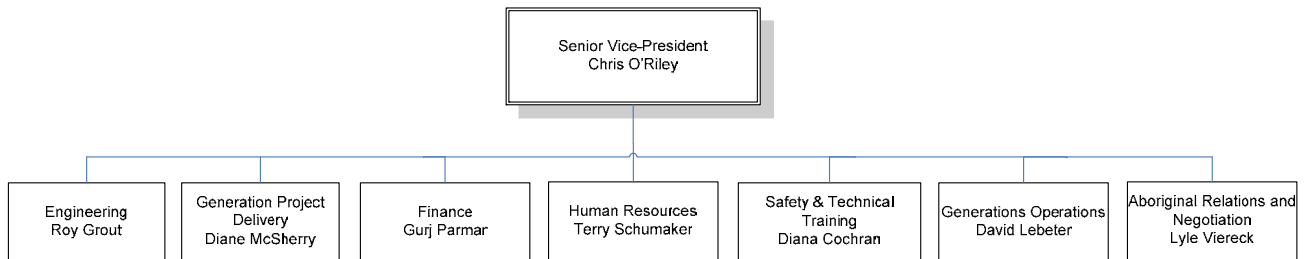 Senior Vice-President
Chris O'Riley
Engineering
Roy Grout
Generation Project
Delivery
Diane McSherry
Finance
Gurj Parmar
Human Resources
Terry Schumaker
Safety & Technical
Training
Diana Cochran
Generations Operations
David Lebeter
Aboriginal Relations and
Negotiation
Lyle Viereck